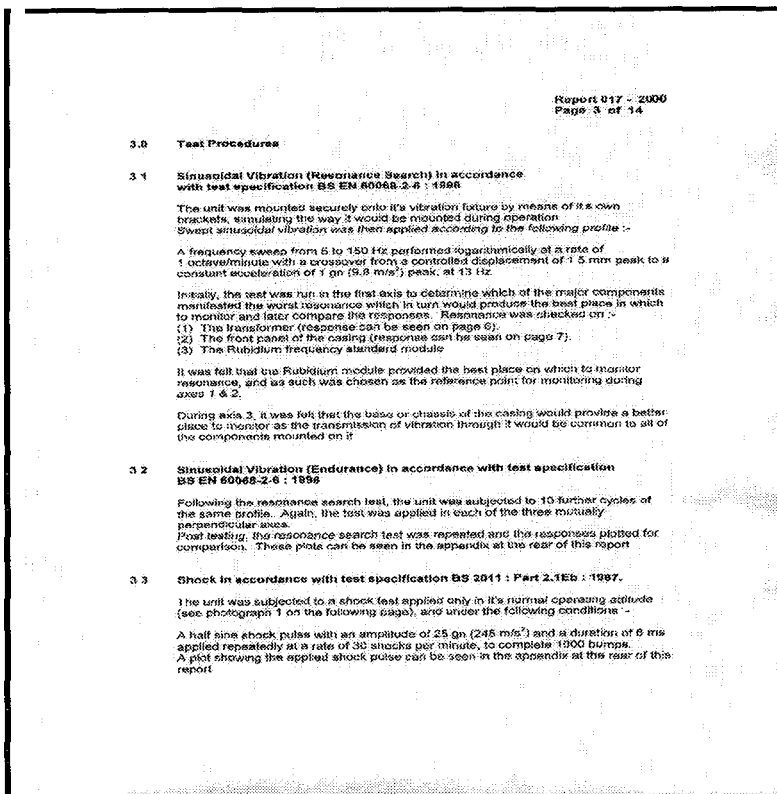 Report 017 - 2000
Page 3 of 14
3.0 Test Procedures
3 1 Sinusoidal Vibration (Resonance Search) in accordance
with test specification BS EN 60068-2-6 : 1996
The unit was mounted securely onto it's vibration fixture by means of its own
brackets, simulating the way it would be mounted during operation
Swept sinusoidal vibration was then applied according to the following profile :-
A frequency sweep from 5 to 150 Hz performed logarithmically at a rate of
1 octave/minute with a crossover from a controlled displacement of 1 5 mm peak to a
constant acceleration of 1 gn (9.8 m/s²) peak, at 13 Hz
Initially, the test was run in the first axis to determine which of the major components
manifested the worst resonance which in turn would produce the best place in which
to monitor and later compare the responses. Resonance was checked on :-
(1) The transformer (response can be seen on page 6).
(2) The front panel of the casing (response can be seen on page 7).
(3) The Rubidium frequency standard module
It was felt that the Rubidium module provided the best place on which to monitor
resonance, and as such was chosen as the reference point for monitoring during
axes 1 & 2.
During axis 3, it was felt that the base or chassis of the casing would provide a better
place to monitor as the transmission of vibration through it would be common to all of
the components mounted on it
3 2 Sinusoidal Vibration (Endurance) in accordance with test specification
BS EN 60068-2-6 : 1996
Following the resonance search test, the unit was subjected to 10 further cycles of
the same profile. Again, the test was applied in each of the three mutually
perpendicular axes.
Post testing, the resonance search test was repeated and the responses plotted for
comparison. These plots can be seen in the appendix at the rear of this report
3 3 Shock in accordance with test specification BS 2011 : Part 2.1Eb : 1987.
The unit was subjected to a shock test applied only in it's normal operating attitude
(see photograph 1 on the following page), and under the following conditions :-
A half sine shock pulse with an amplitude of 25 gn (245 m/s²) and a duration of 6 ms
applied repeatedly at a rate of 30 shocks per minute, to complete 1000 bumps.
A plot showing the applied shock pulse can be seen in the appendix at the rear of this
report